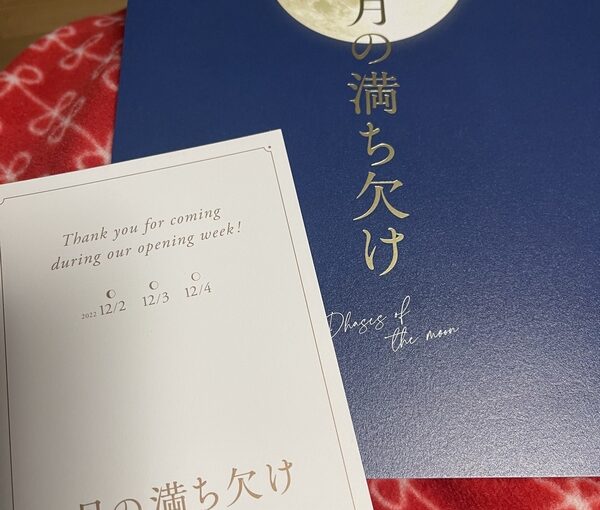 月の満ち欠け
Phases of
the moon
Thank you for coming
during our opening week!
2022 12/2 12/3 12/4
月の満ち欠け